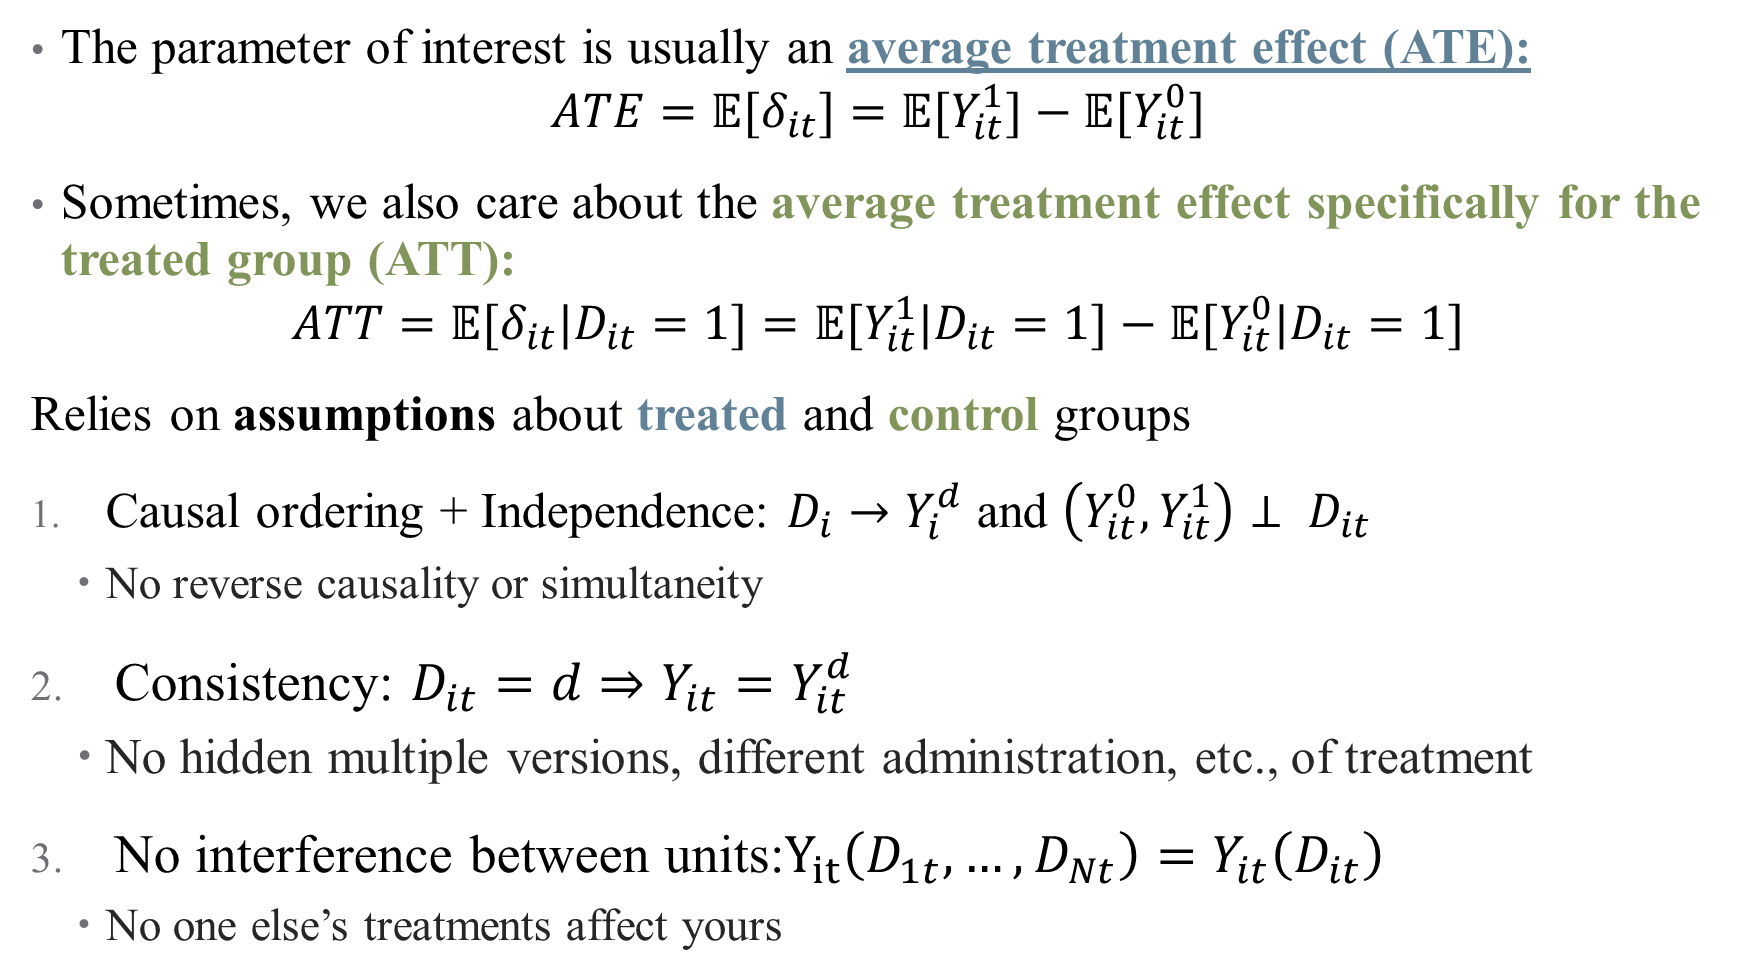 • The parameter of interest is usually an average treatment effect (ATE):
ATE = 𝔼[δ_it] = 𝔼[Y_it^1] − 𝔼[Y_it^0]
• Sometimes, we also care about the average treatment effect specifically for the
treated group (ATT):
ATT = 𝔼[δ_it|D_it = 1] = 𝔼[Y_it^1|D_it = 1] − 𝔼[Y_it^0|D_it = 1]
Relies on assumptions about treated and control groups
1. Causal ordering + Independence: D_i → Y_i^d and (Y_it^0, Y_it^1) ⊥ D_it
• No reverse causality or simultaneity
2. Consistency: D_it = d ⇒ Y_it = Y_it^d
• No hidden multiple versions, different administration, etc., of treatment
3. No interference between units:Y_it(D_1t, … , D_Nt) = Y_it(D_it)
• No one else’s treatments affect yours